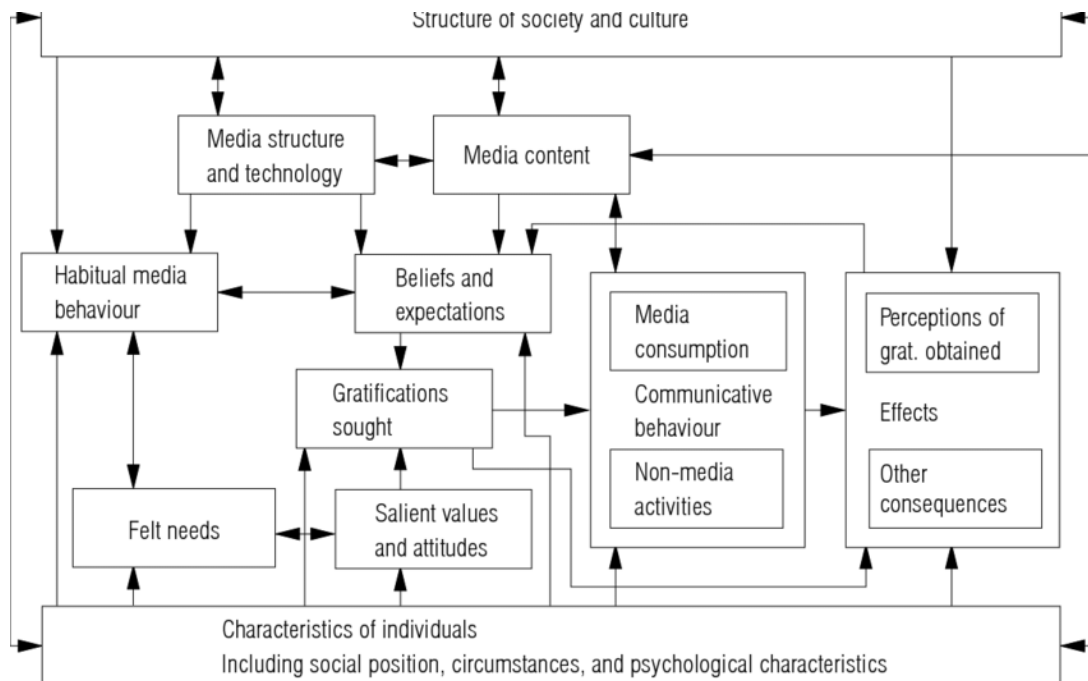 Structure of society and culture
Media structure
and technology
Media content
Habitual media
behaviour
Beliefs and
expectations
Media
consumption
Communicative
behaviour
Non-media
activities
Perceptions of
grat. obtained
Effects
Other
consequences
Gratifications
sought
Felt needs
Salient values
and attitudes
Characteristics of individuals
Including social position, circumstances, and psychological characteristics